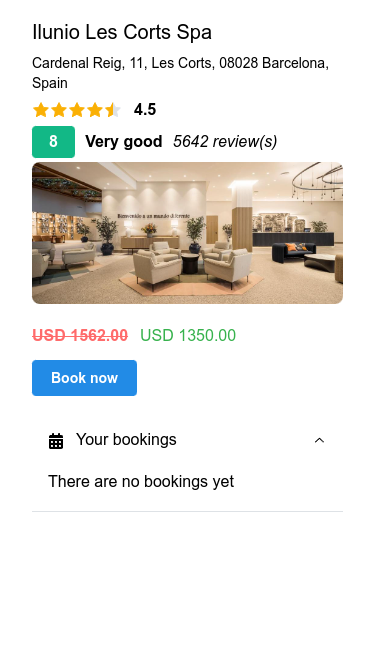 Ilunio Les Corts Spa
Cardenal Reig, 11, Les Corts, 08028 Barcelona,
Spain
4.5
8 Very good 5642 review(s)
Bienvenido a un mundo diferente
USD 1562.00 USD 1350.00
Book now
Your bookings
There are no bookings yet